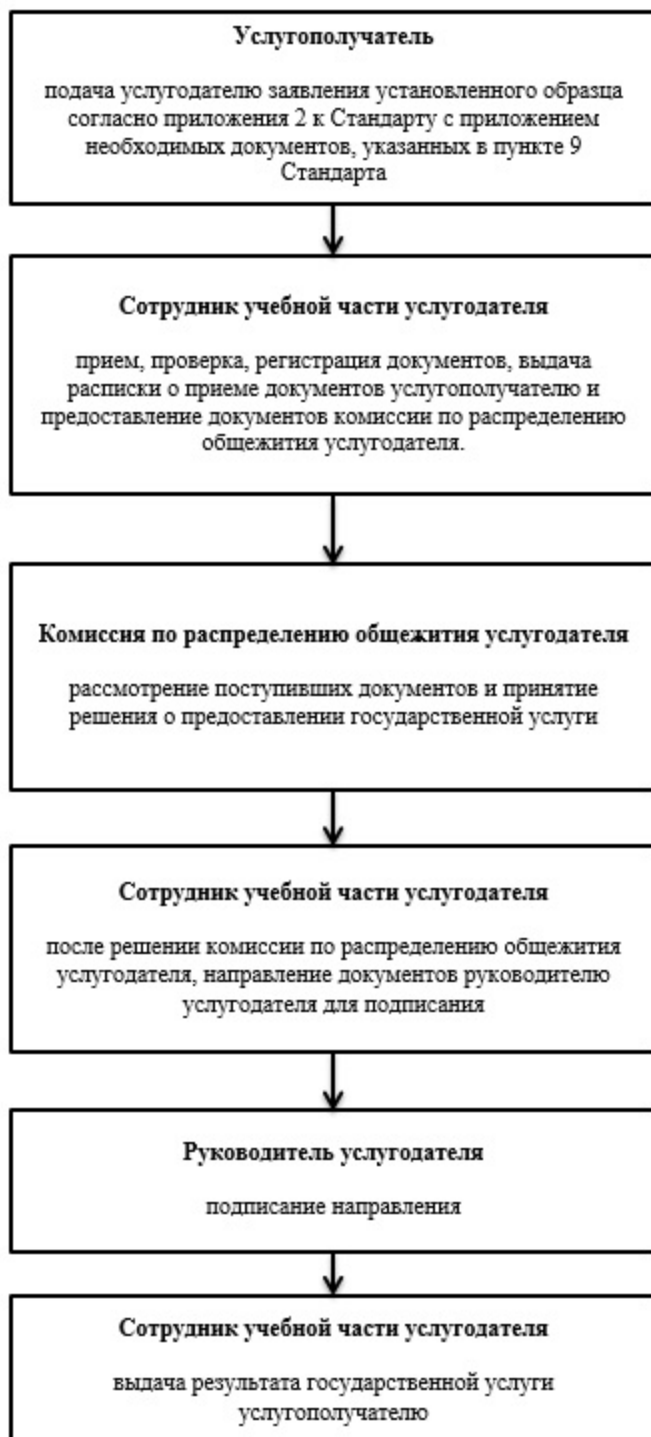 Услугополучатель
подача услугодателю заявления установленного образца
согласно приложения 2 к Стандарту с приложением
необходимых документов, указанных в пункте 9
Стандарта
Сотрудник учебной части услугодателя
прием, проверка, регистрация документов, выдача
расписки о приеме документов услугополучателю и
предоставление документов комиссии по распределению
общежития услугодателя.
Комиссия по распределению общежития услугодателя
рассмотрение поступивших документов и принятие
решения о предоставлении государственной услуги
Сотрудник учебной части услугодателя
после решении комиссии по распределению общежития
услугодателя, направление документов руководителю
услугодателя для подписания
Руководитель услугодателя
подписание направления
Сотрудник учебной части услугодателя
выдача результата государственной услуги
услугополучателю